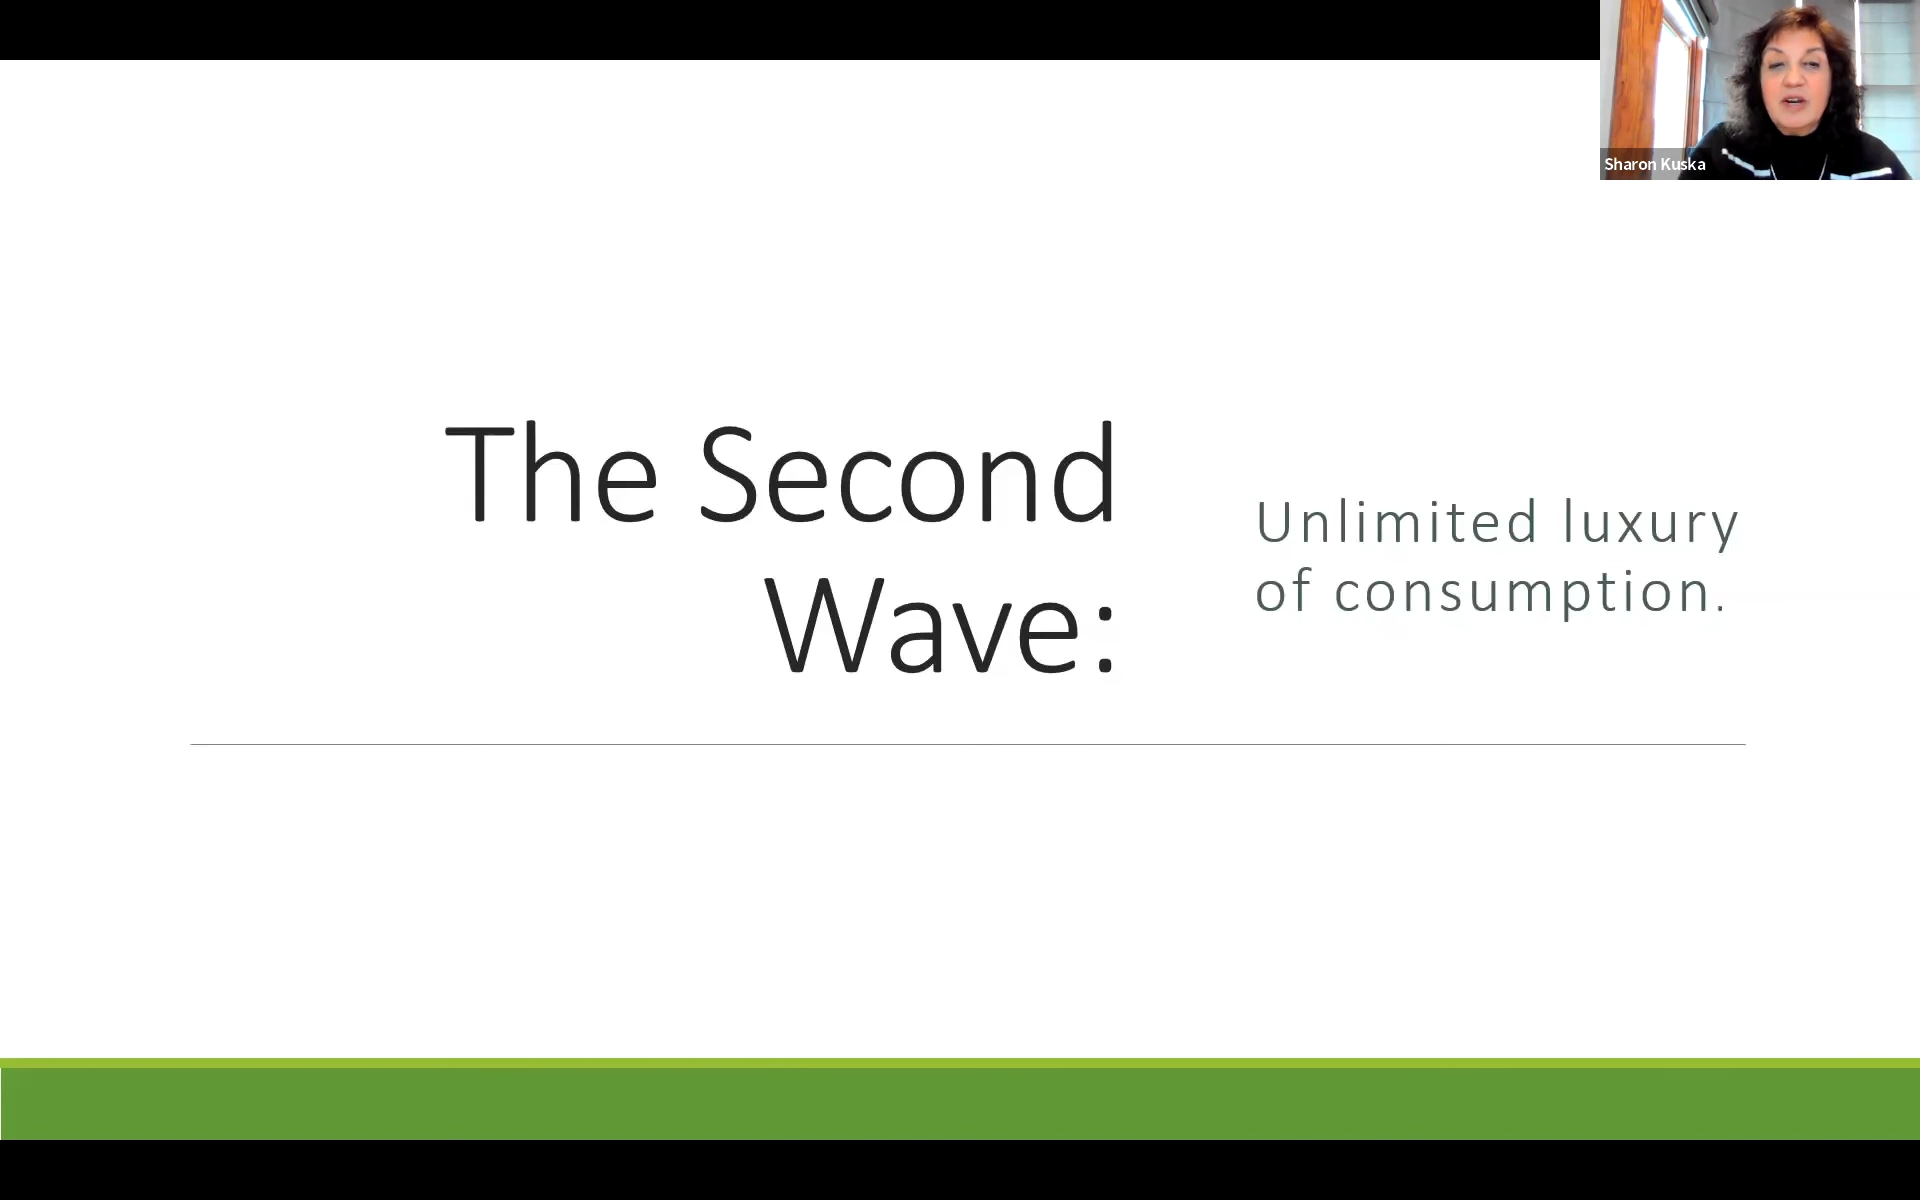 Sharon Kuska
The Second
Wave:
Unlimited luxury
of consumption.